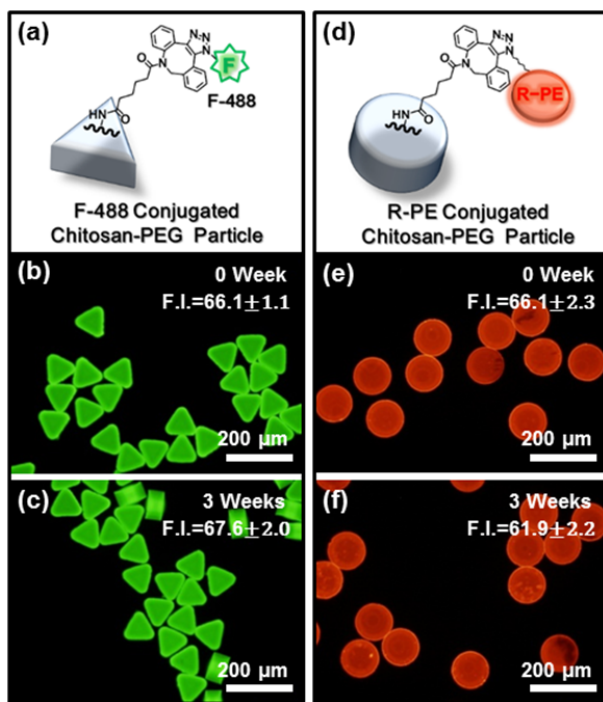 (a)
N=N
N
N
O
F
F-488
HN
O
F-488 Conjugated
Chitosan-PEG Particle
(b)
0 Week
F.I.=66.1±1.1
200 µm
(c)
3 Weeks
F.I.=67.6±2.0
200 µm
(d)
N=N
N
N
O
R-PE
HN
O
R-PE Conjugated
Chitosan-PEG Particle
(e)
0 Week
F.I.=66.1±2.3
200 µm
(f)
3 Weeks
F.I.=61.9±2.2
200 µm